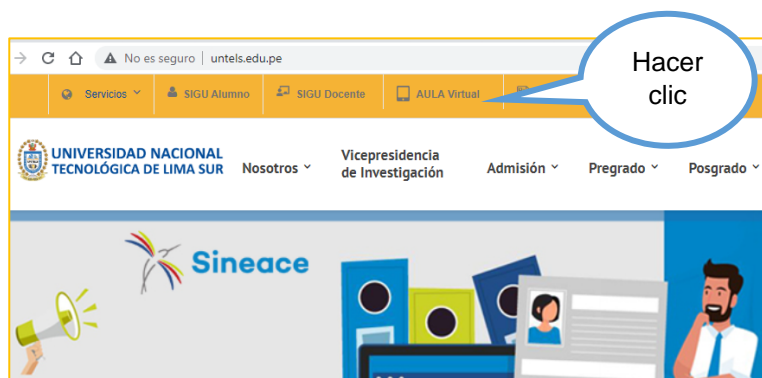 No es seguro | untels.edu.pe
Hacer
clic
Servicios SIGU Alumno SIGU Docente AULA Virtual
UNIVERSIDAD NACIONAL
TECNOLÓGICA DE LIMA SUR
Nosotros
Vicepresidencia
de Investigación
Admisión Pregrado Posgrado
Sineace